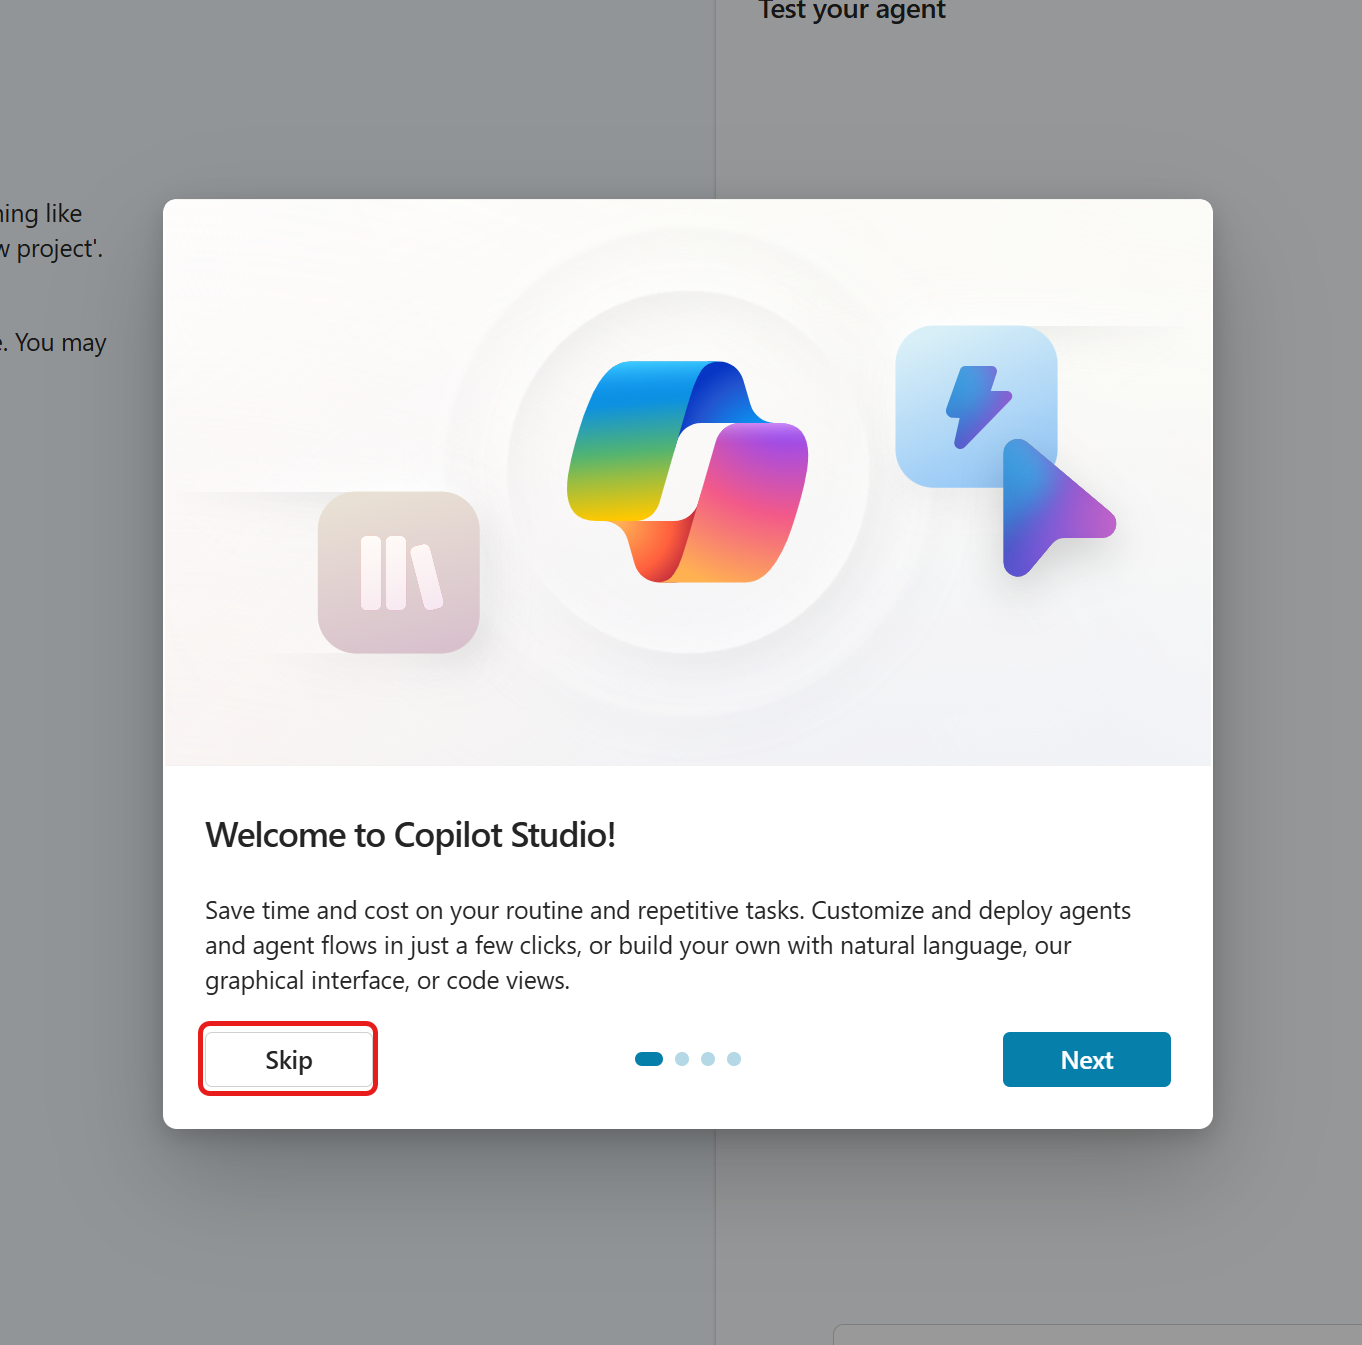 Test your agent
ing like
project'.
. You may
Welcome to Copilot Studio!
Save time and cost on your routine and repetitive tasks. Customize and deploy agents
and agent flows in just a few clicks, or build your own with natural language, our
graphical interface, or code views.
Skip
Next